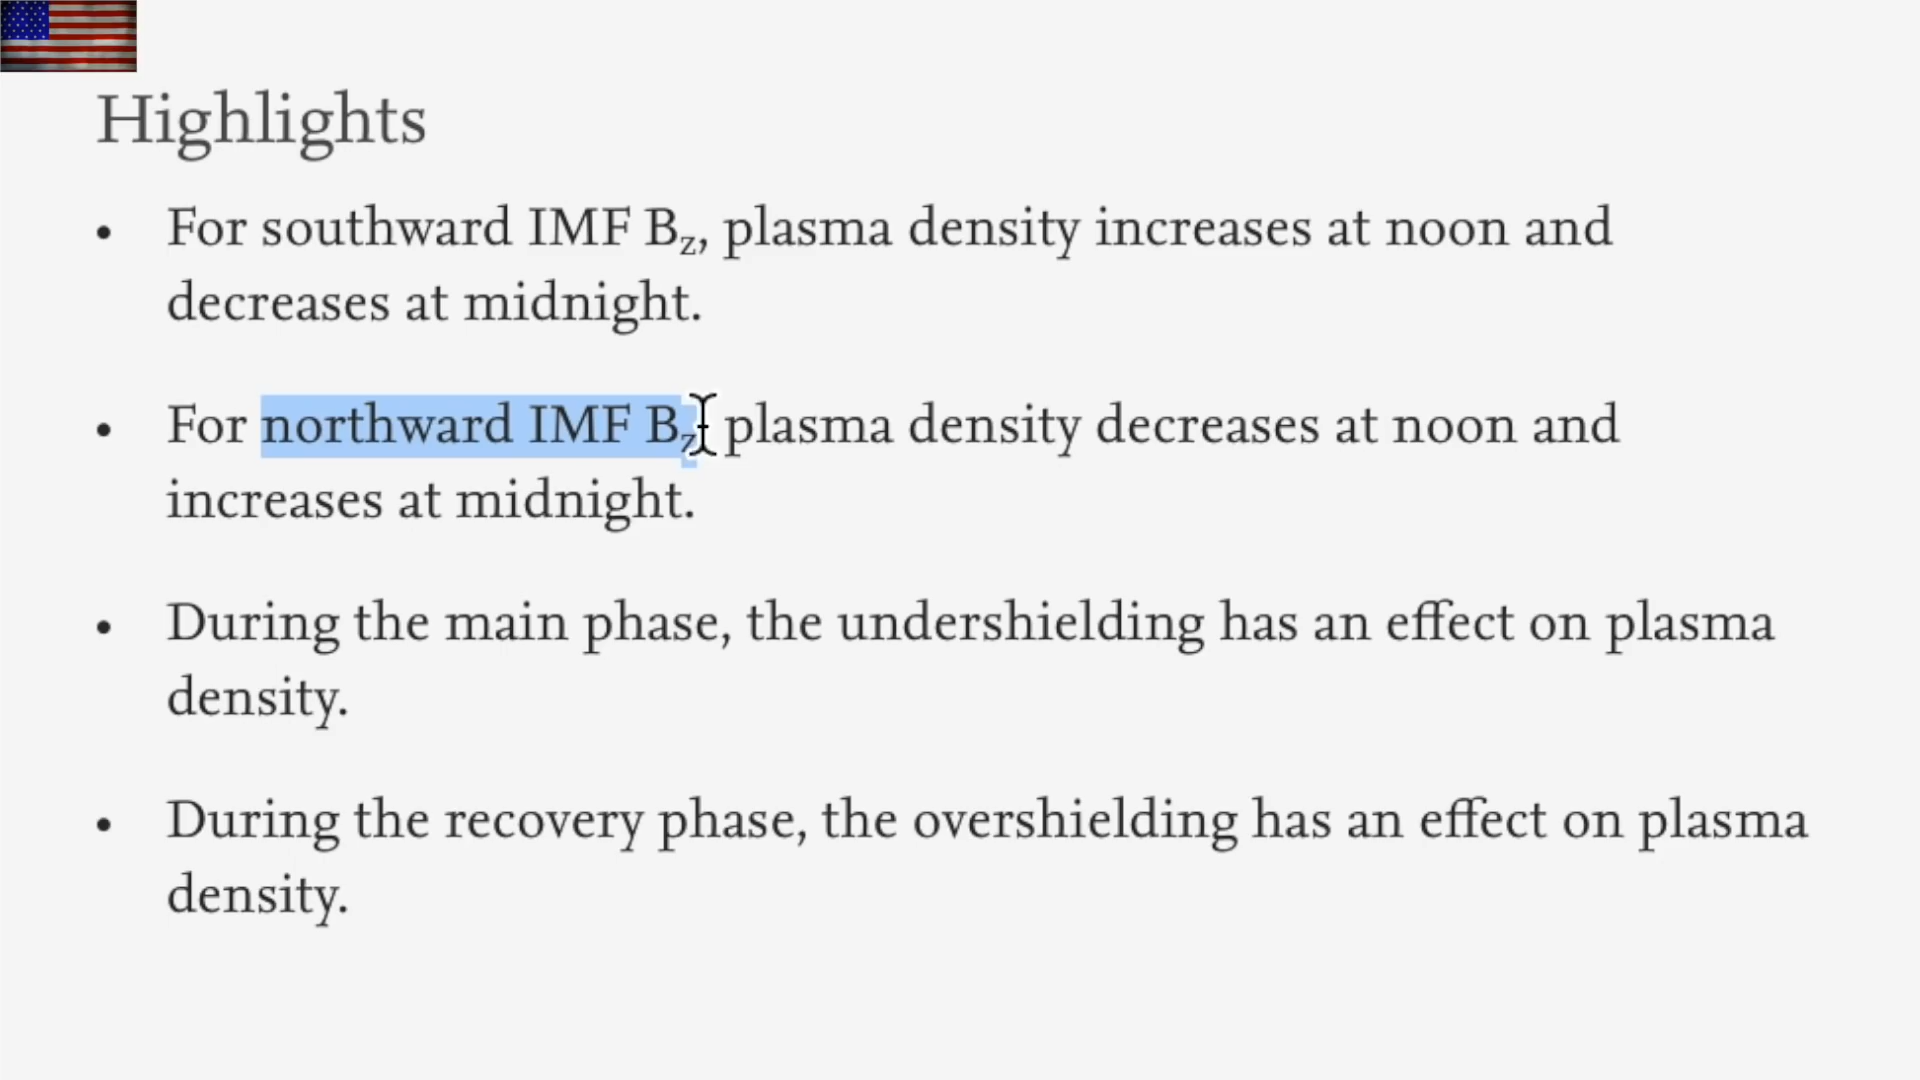 Highlights
• For southward IMF Bz, plasma density increases at noon and
decreases at midnight.
• For northward IMF Bz, plasma density decreases at noon and
increases at midnight.
• During the main phase, the undershielding has an effect on plasma
density.
• During the recovery phase, the overshielding has an effect on plasma
density.